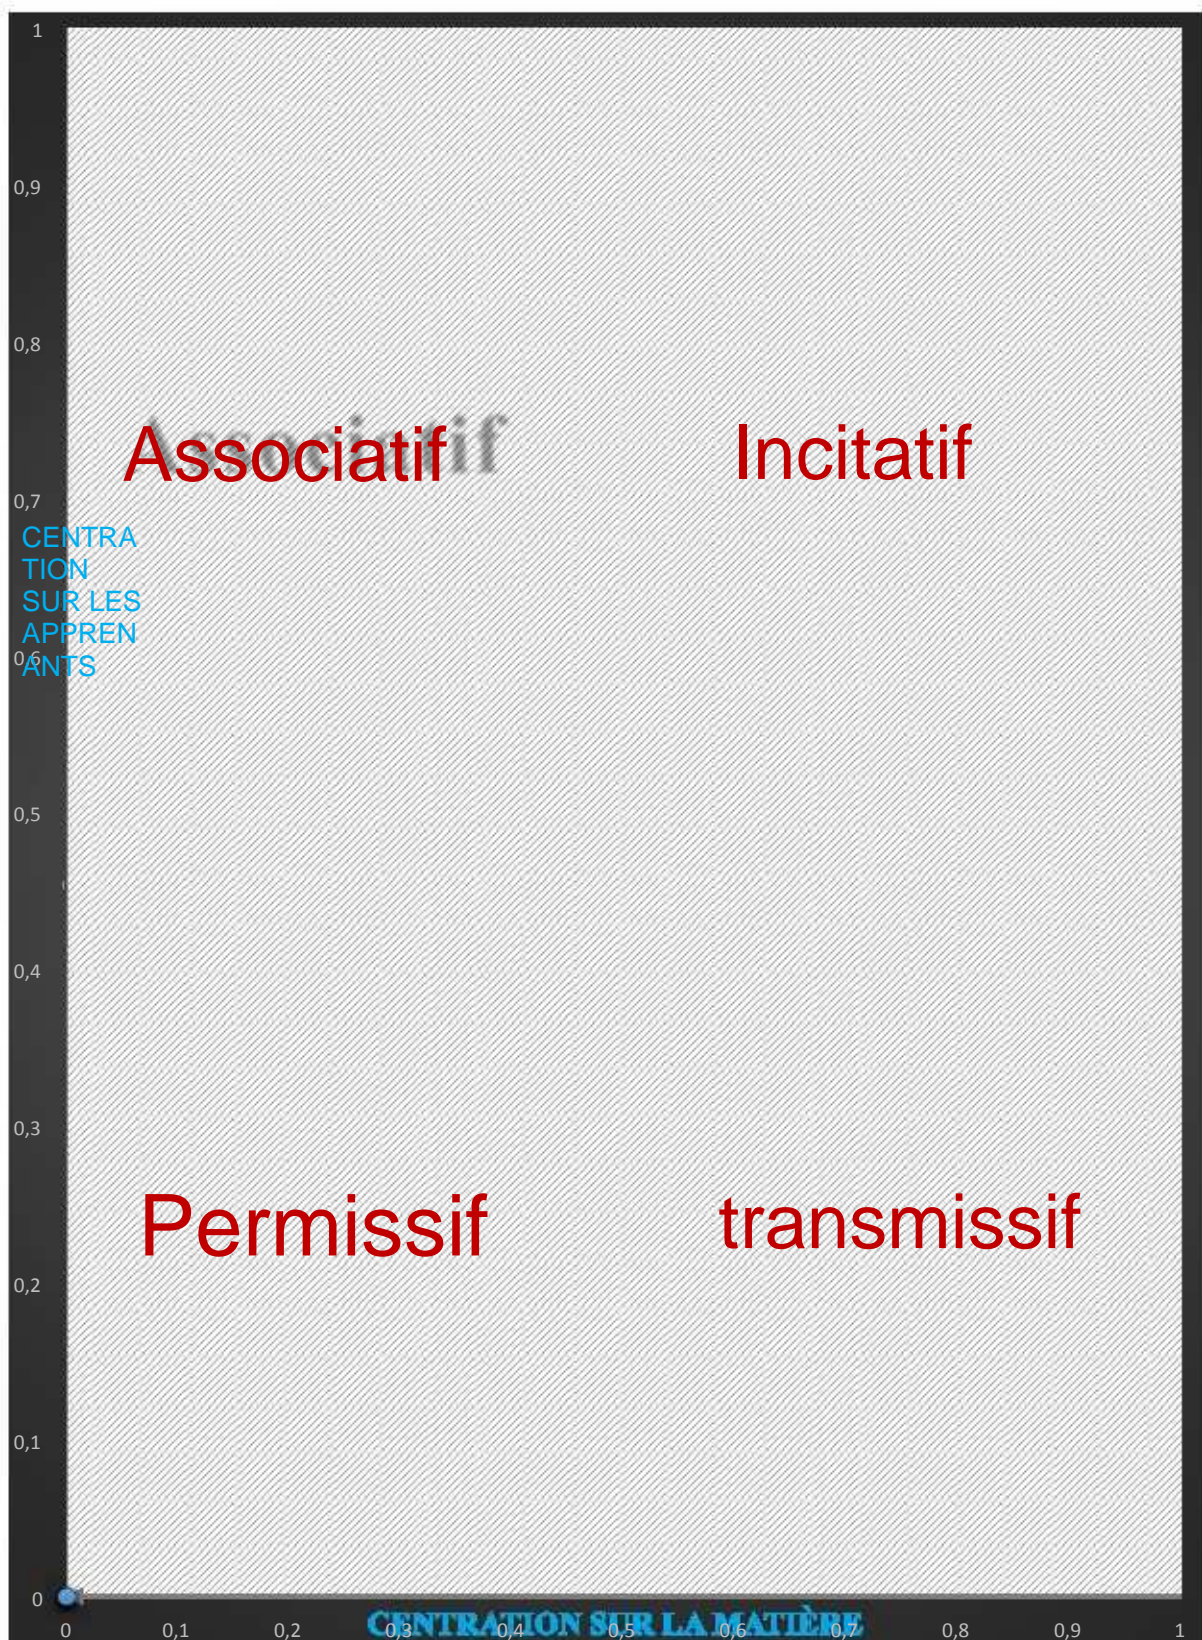 1
0,9
0,8
Associatif
Incitatif
0,7
CENTRA
TION
SUR LES
APPREN
ANTS
0,6
0,5
0,4
0,3
Permissif
transmissif
0,2
0,1
0
CENTRATION SUR LA MATIÈRE
0 0,1 0,2 0,3 0,4 0,5 0,6 0,7 0,8 0,9 1